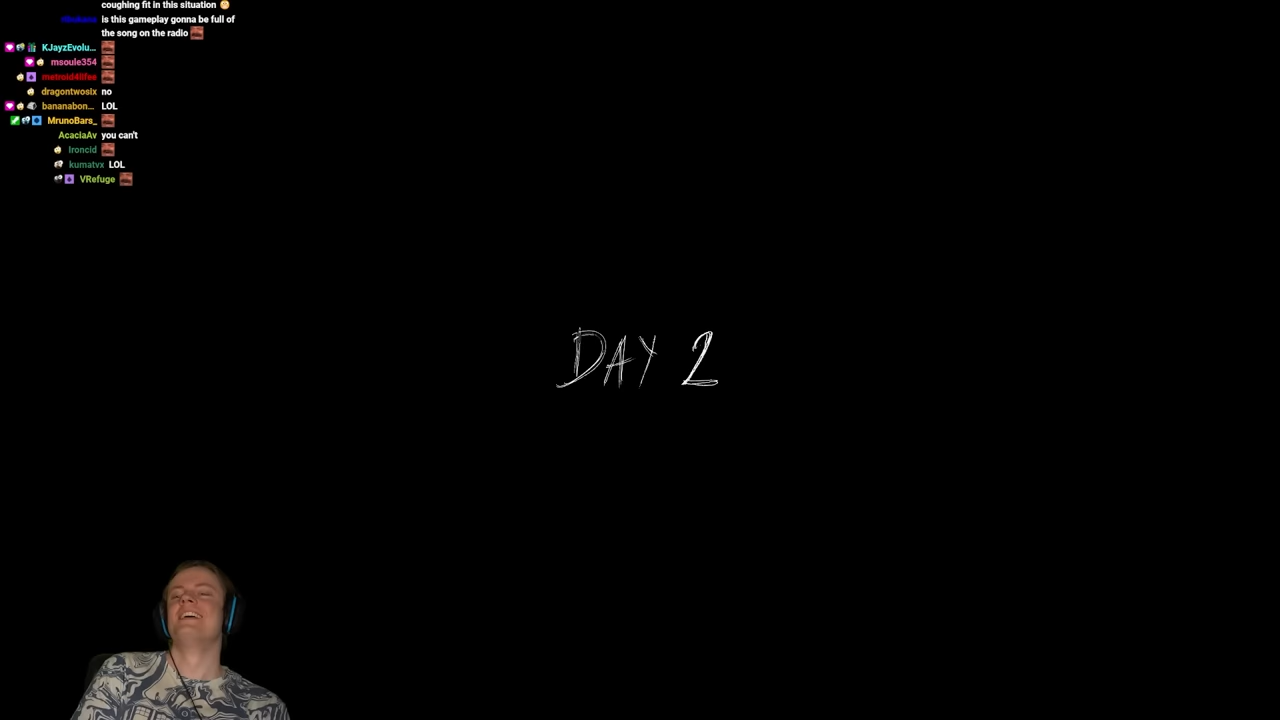 coughing fit in this situation
is this gameplay gonna be full of
the song on the radio
KJayzEvolu...
msoule354
metroid4lifee
dragontwosix no
bananabon... LOL
MrunoBars_
AcaciaAv you can't
Ironcid
kumatvx LOL
VRefuge
DAY 2